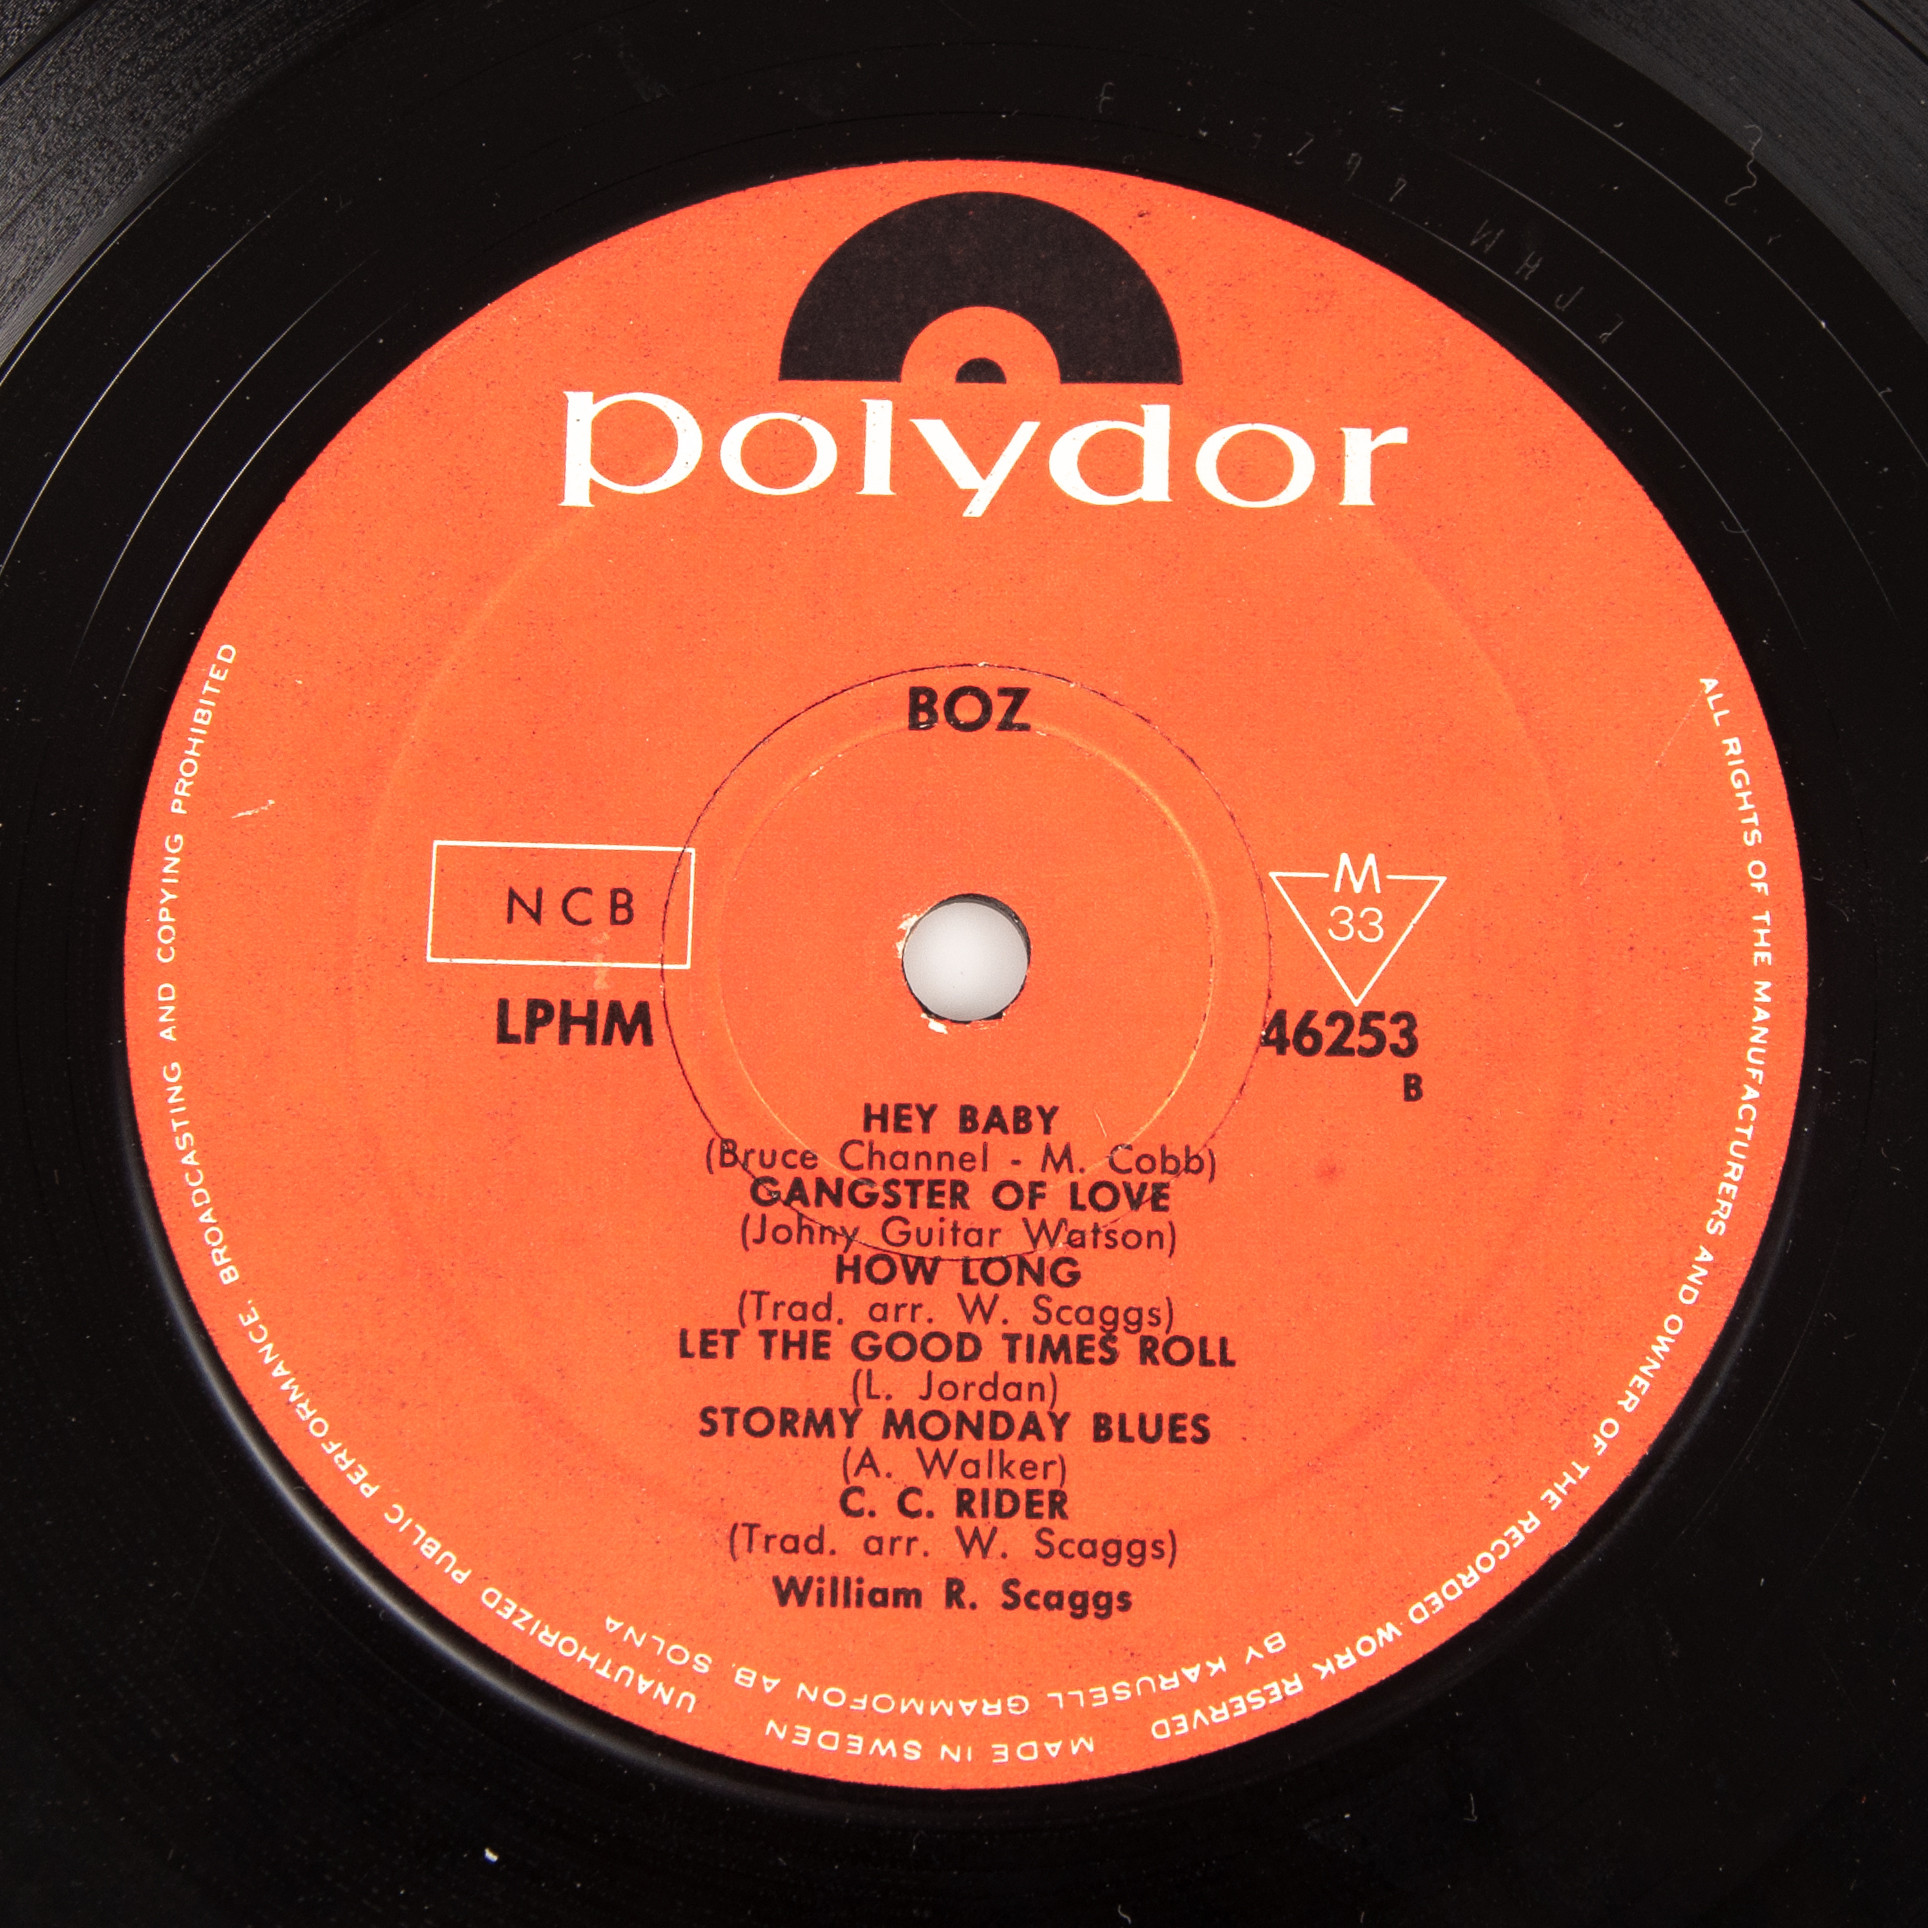 polydor
BOZ
NCB
M
33
LPHM 46253
B
HEY BABY
(Bruce Channel - M. Cobb)
GANGSTER OF LOVE
(Johny Guitar Watson)
HOW LONG
(Trad. arr. W. Scaggs)
LET THE GOOD TIMES ROLL
(L. Jordan)
STORMY MONDAY BLUES
(A. Walker)
C. C. RIDER
(Trad. arr. W. Scaggs)
William R. Scaggs
ALL RIGHTS OF THE MANUFACTURERS AND OWNER OF THE RECORDED WORK RESERVED
UNAUTHORIZED PUBLIC PERFORMANCE, BROADCASTING AND COPYING PROHIBITED
BY KARUSELL GRAMMOFON AB. SOLNA
MADE IN SWEDEN